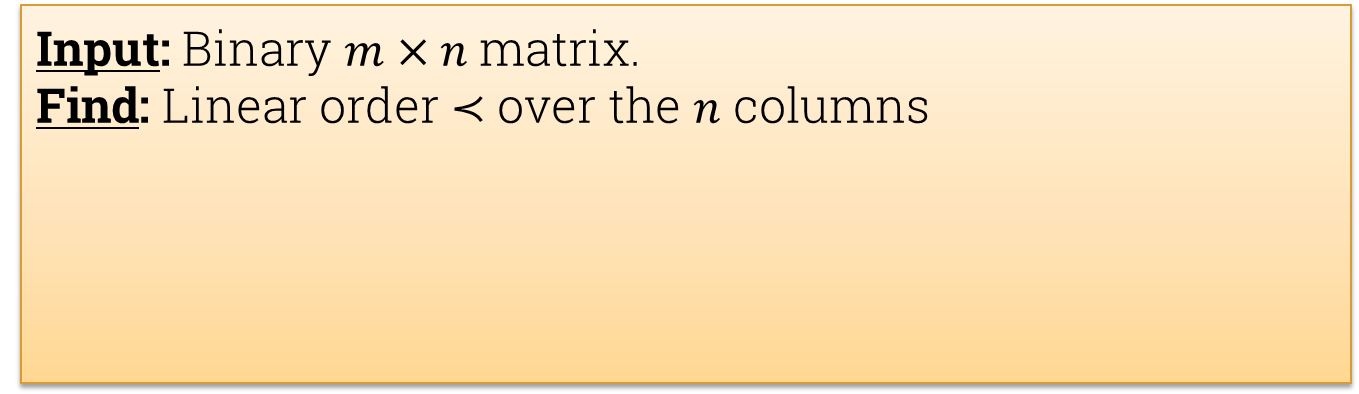 Input: Binary m × n matrix.
Find: Linear order ≺ over the n columns